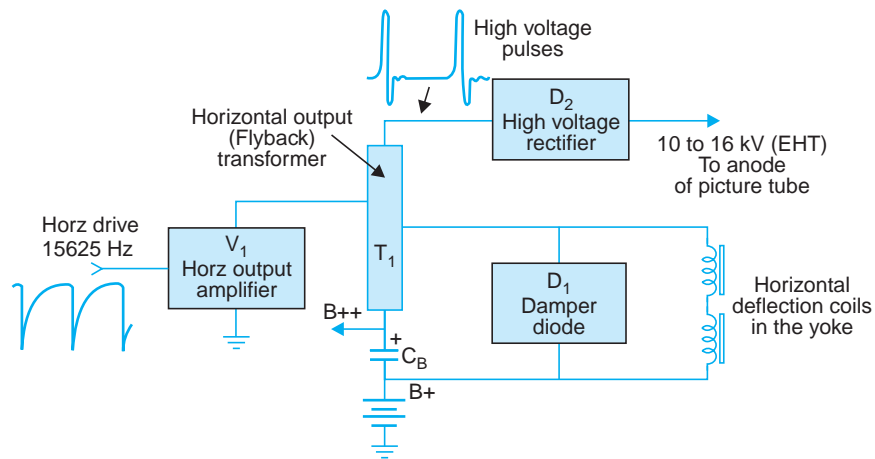 High voltage
pulses
D2
High voltage
rectifier
Horizontal output
(Flyback)
transformer
10 to 16 kV (EHT)
To anode
of picture tube
Horz drive
15625 Hz
V1
Horz output
amplifier
T1
D1
Damper
diode
Horizontal
deflection coils
in the yoke
B++
+
CB
B+